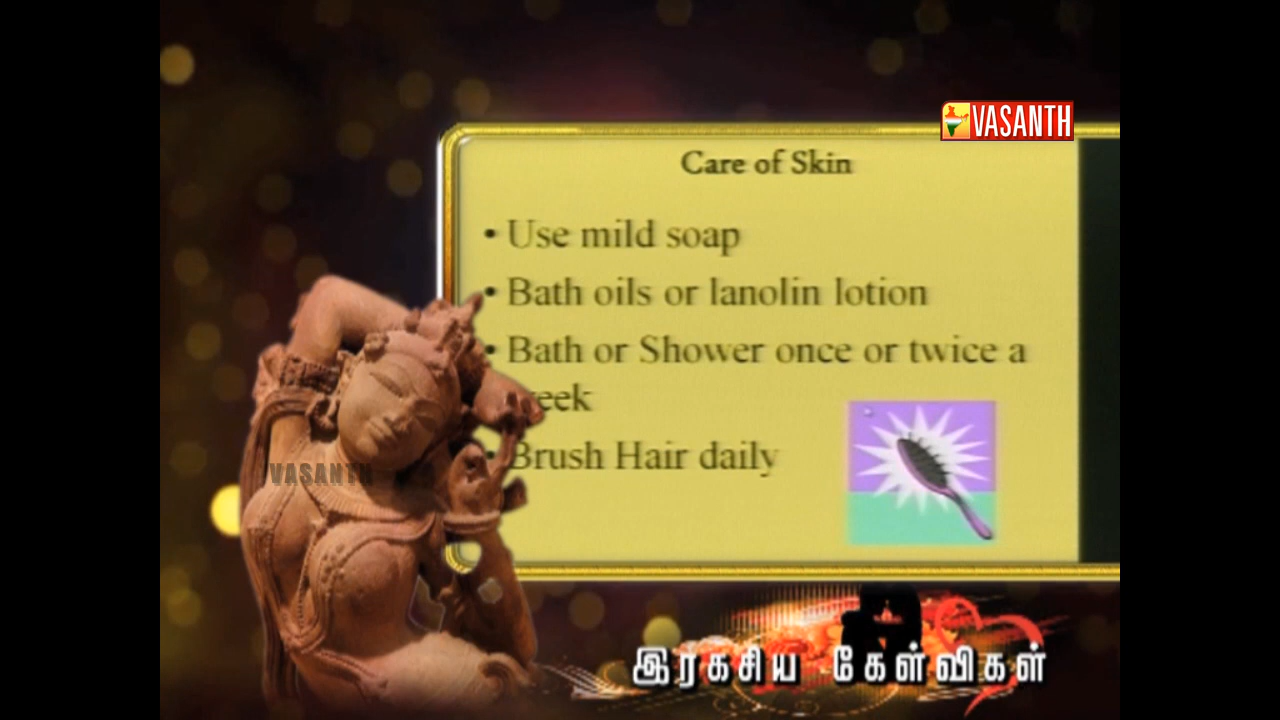 VASANTH
Care of Skin
• Use mild soap
• Bath oils or lanolin lotion
• Bath or Shower once or twice a
eek
• Brush Hair daily
VASANTH
இரகசிய கேள்விகள்